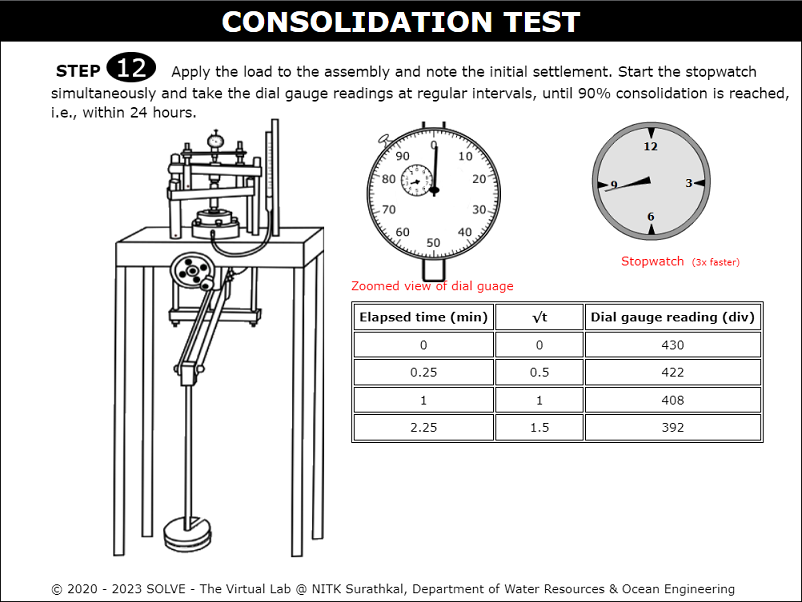 CONSOLIDATION TEST
STEP 12 Apply the load to the assembly and note the initial settlement. Start the stopwatch
simultaneously and take the dial gauge readings at regular intervals, until 90% consolidation is reached,
i.e., within 24 hours.
0
90 10
80 20
70 30
60 40
50
12
9 3
6
Stopwatch (3x faster)
Zoomed view of dial guage
Elapsed time (min) √t Dial gauge reading (div)
0 0 430
0.25 0.5 422
1 1 408
2.25 1.5 392
© 2020 - 2023 SOLVE - The Virtual Lab @ NITK Surathkal, Department of Water Resources & Ocean Engineering